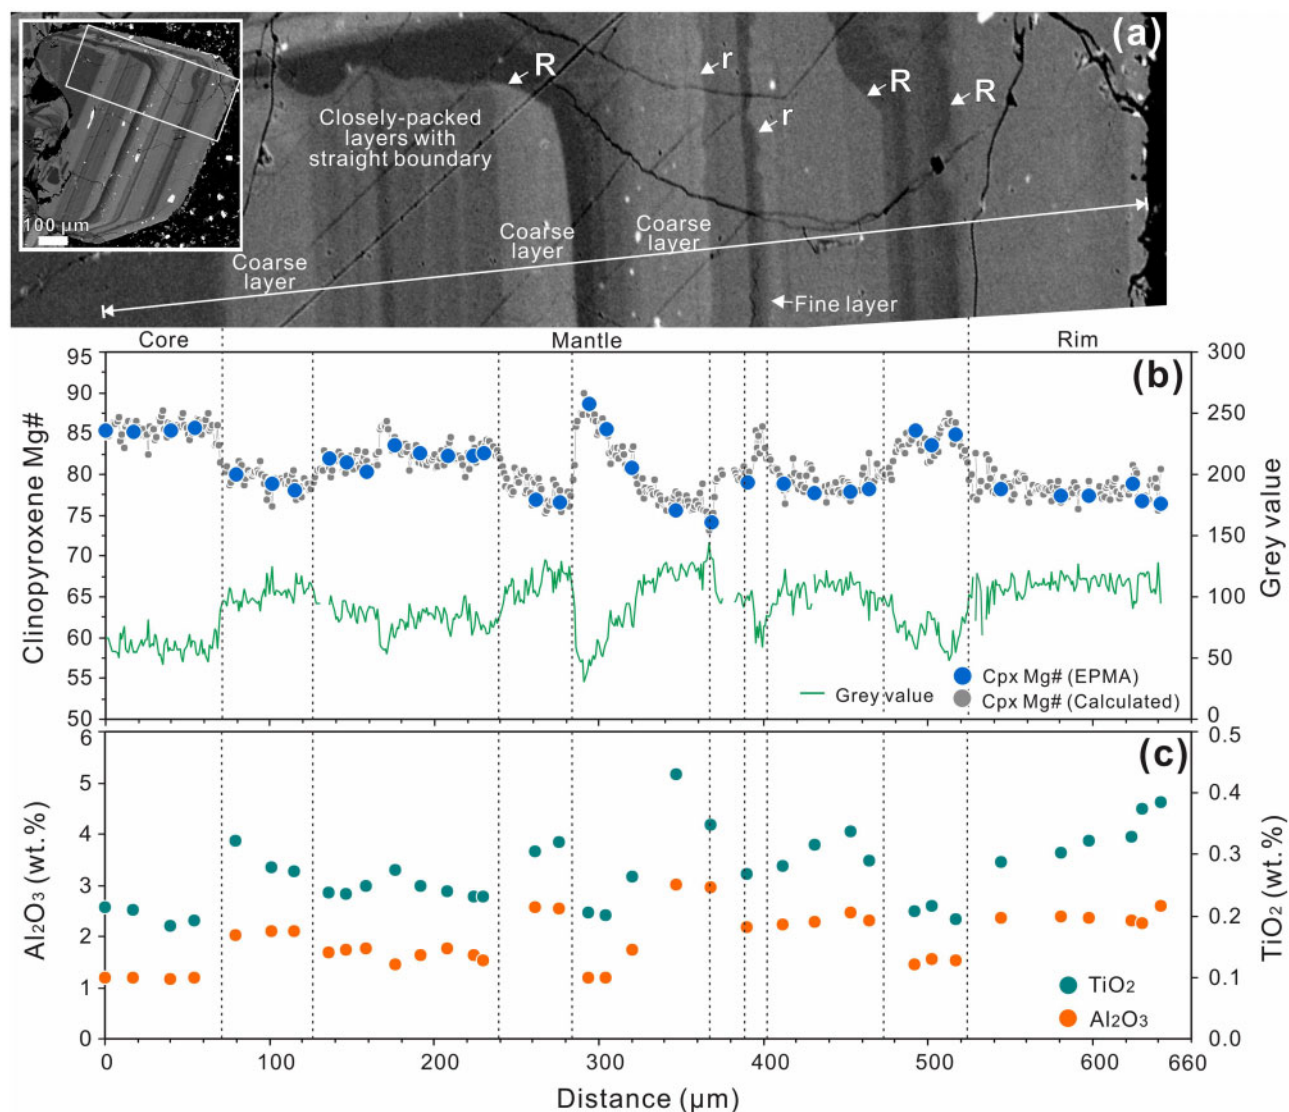 (a)
R
r
R
R
r
Closely-packed
layers with
straight boundary
100 µm
Coarse
layer
Coarse
layer
Coarse
layer
Fine layer
Core
Mantle
Rim
(b)
95
90
85
80
75
70
65
60
55
50
Clinopyroxene Mg#
300
250
200
150
100
50
0
Grey value
Grey value
Cpx Mg# (EPMA)
Cpx Mg# (Calculated)
(c)
6
5
4
3
2
1
0
Al2O3 (wt.%)
0.5
0.4
0.3
0.2
0.1
0.0
TiO2 (wt.%)
TiO2
Al2O3
0
100
200
300
400
500
600
660
Distance (µm)